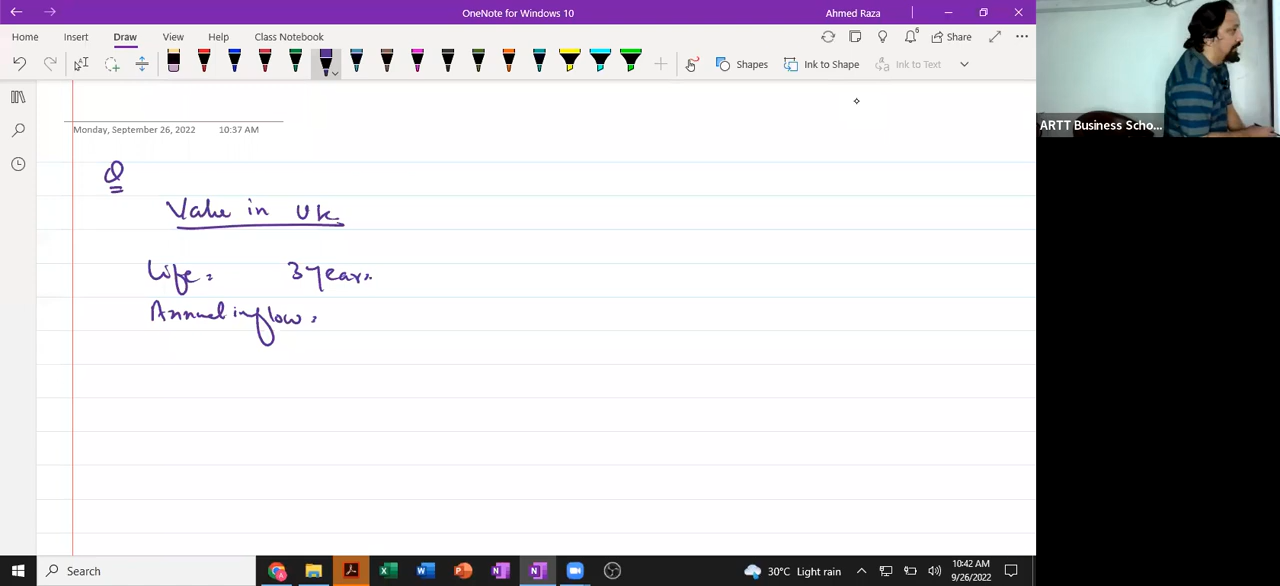 OneNote for Windows 10
Ahmed Raza
Home Insert Draw View Help Class Notebook
6
Share
Shapes
Ink to Shape
Ink to Text
Monday, September 26, 2022 10:37 AM
Q
Value in UK
Life = 3 years.
Annual inflow =
ARTT Business Scho...
Search
30°C Light rain
10:42 AM
9/26/2022